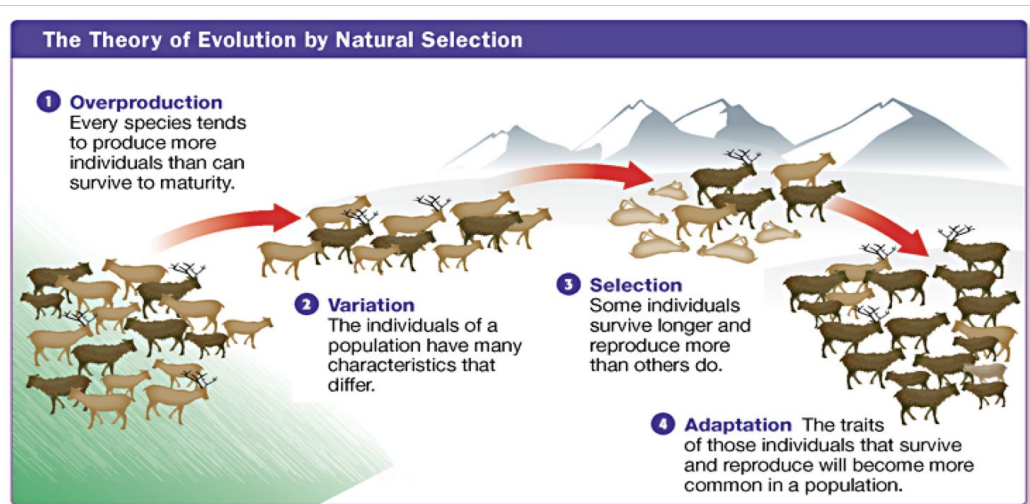 The Theory of Evolution by Natural Selection
1 Overproduction
Every species tends
to produce more
individuals than can
survive to maturity.
2 Variation
The individuals of a
population have many
characteristics that
differ.
3 Selection
Some individuals
survive longer and
reproduce more
than others do.
4 Adaptation The traits
of those individuals that survive
and reproduce will become more
common in a population.